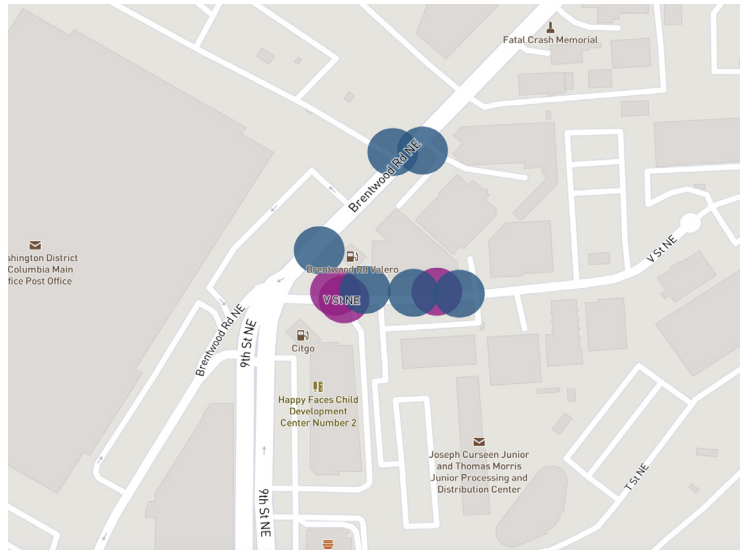 Fatal Crash Memorial
Brentwood Rd NE
shington District
Columbia Main
fice Post Office
Brentwood Rd Valero
V St NE
V St NE
Brentwood Rd NE
9th St NE
Citgo
Happy Faces Child
Development
Center Number 2
Joseph Curseen Junior
and Thomas Morris
Junior Processing and
Distribution Center
T St NE
9th St NE